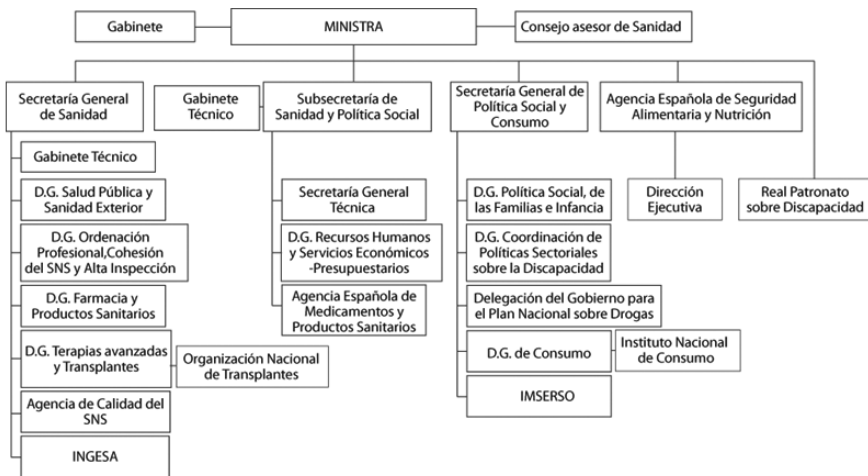 Gabinete
MINISTRA
Consejo asesor de Sanidad
Secretaría General
de Sanidad
Gabinete
Técnico
Subsecretaría de
Sanidad y Política Social
Secretaría General de
Política Social y
Consumo
Agencia Española de Seguridad
Alimentaria y Nutrición
Gabinete Técnico
D.G. Salud Pública y
Sanidad Exterior
D.G. Ordenación
Profesional,Cohesión
del SNS y Alta Inspección
D.G. Farmacia y
Productos Sanitarios
D.G. Terapias avanzadas
y Transplantes
Organización Nacional
de Transplantes
Agencia de Calidad del
SNS
INGESA
Secretaría General
Técnica
D.G. Recursos Humanos
y Servicios Económicos
-Presupuestarios
Agencia Española de
Medicamentos y
Productos Sanitarios
D.G. Política Social, de
las Familias e Infancia
D.G. Coordinación de
Políticas Sectoriales
sobre la Discapacidad
Delegación del Gobierno para
el Plan Nacional sobre Drogas
D.G. de Consumo
Instituto Nacional
de Consumo
IMSERSO
Dirección
Ejecutiva
Real Patronato
sobre Discapacidad